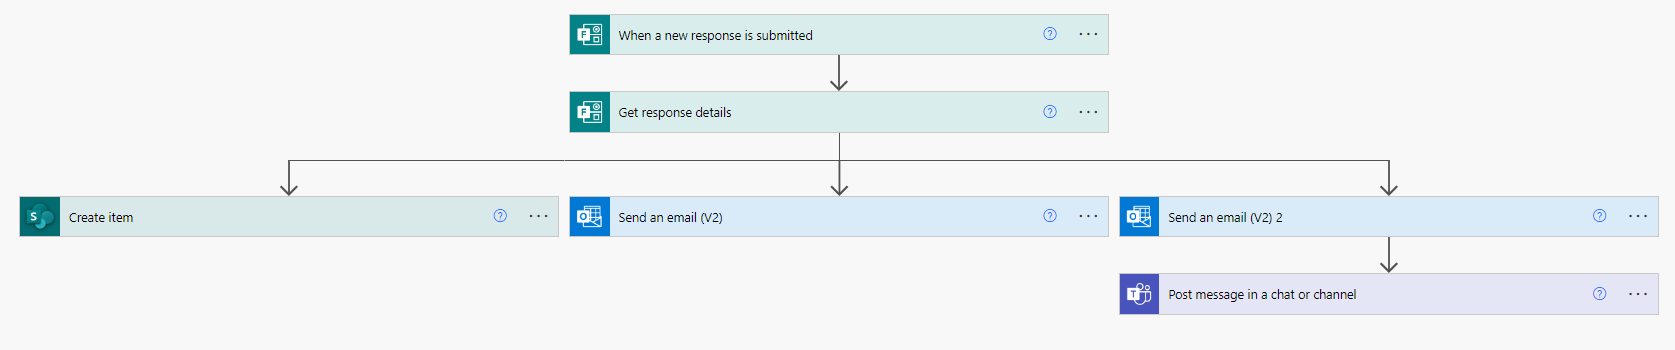 When a new response is submitted
Get response details
Create item
Send an email (V2)
Send an email (V2) 2
Post message in a chat or channel